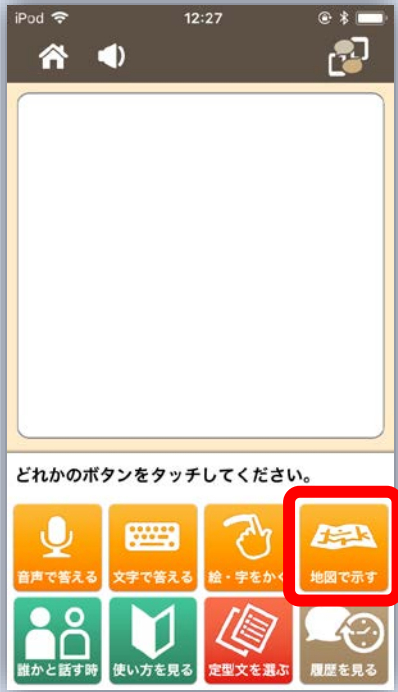 iPod 12:27
どれかのボタンをタッチしてください。
音声で答える 文字で答える 絵・字をかく 地図で示す
誰かと話す時 使い方を見る 定型文を選ぶ 履歴を見る